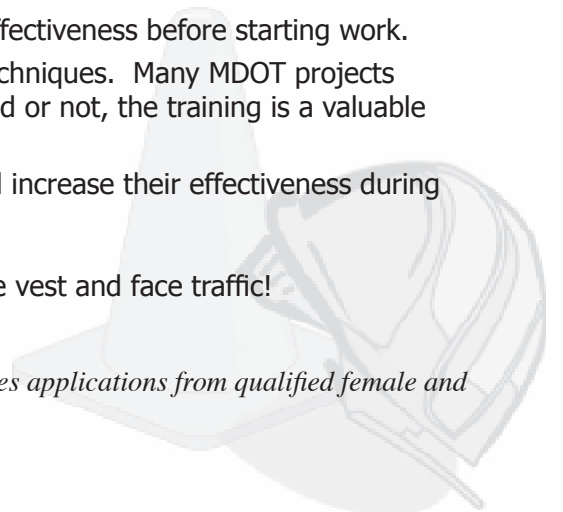 ffectiveness before starting work.
chniques. Many MDOT projects
d or not, the training is a valuable
increase their effectiveness during
e vest and face traffic!
es applications from qualified female and